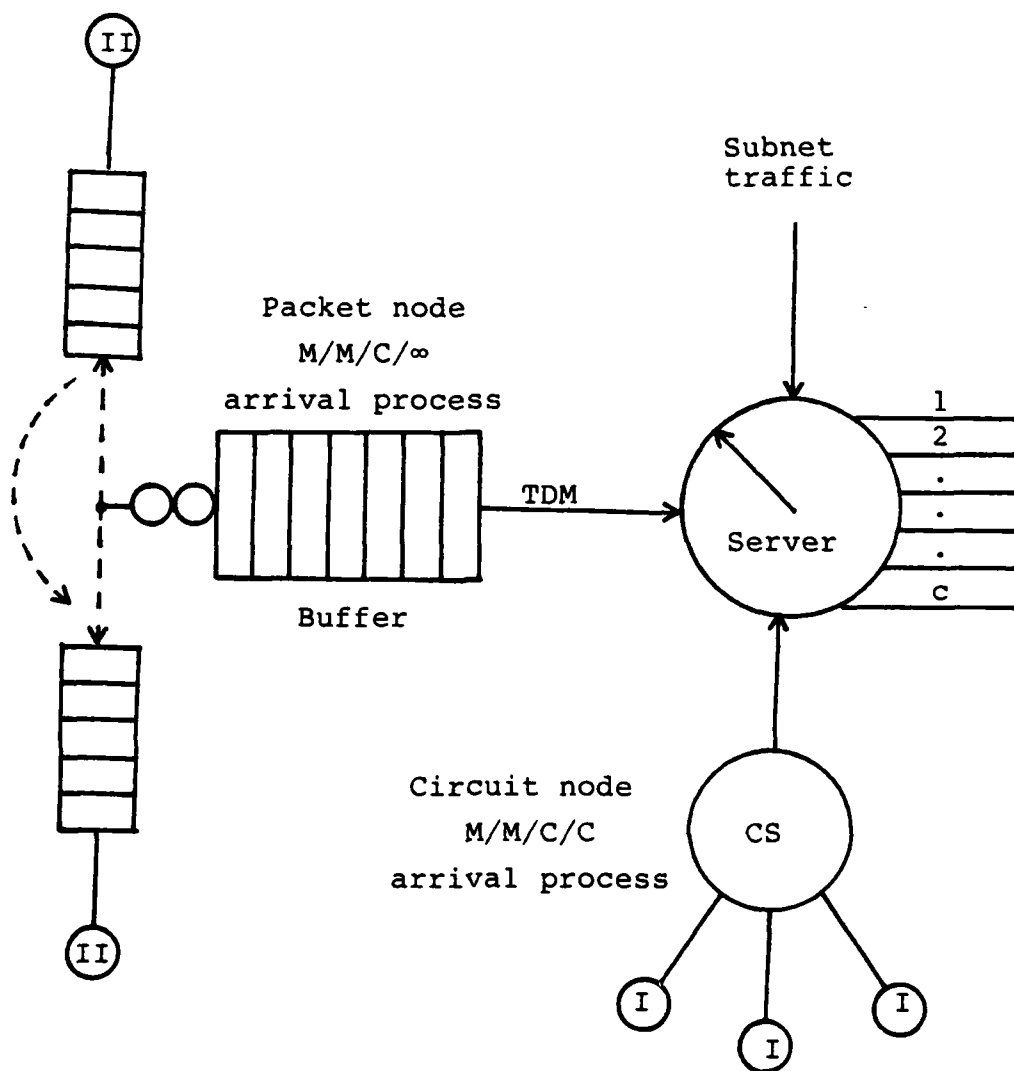 II
Subnet
traffic
Packet node
M/M/C/∞
arrival process
1
2
.
TDM
.
Server
.
c
Buffer
Circuit node
M/M/C/C
arrival process
CS
II
I
I
I